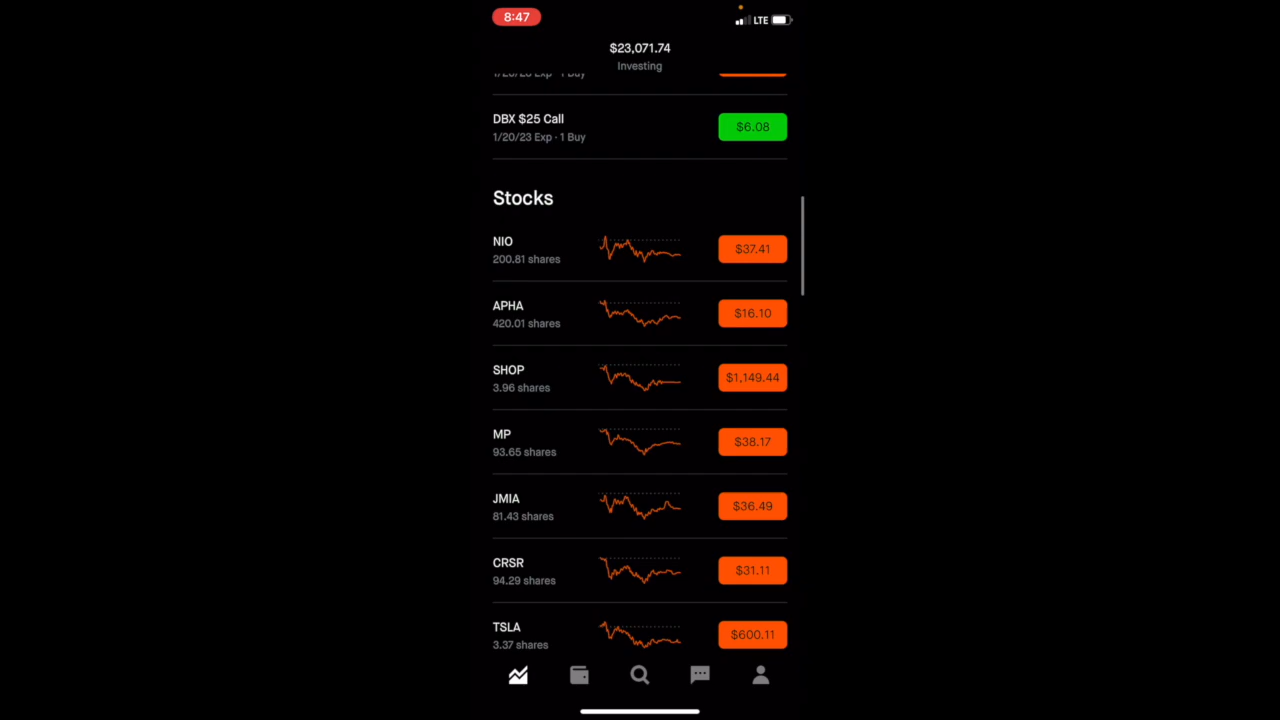 8:47
LTE
$23,071.74
Investing
DBX $25 Call
1/20/23 Exp · 1 Buy
$6.08
Stocks
NIO
200.81 shares
$37.41
APHA
420.01 shares
$16.10
SHOP
3.96 shares
$1,149.44
MP
93.65 shares
$38.17
JMIA
81.43 shares
$36.49
CRSR
94.29 shares
$31.11
TSLA
3.37 shares
$600.11